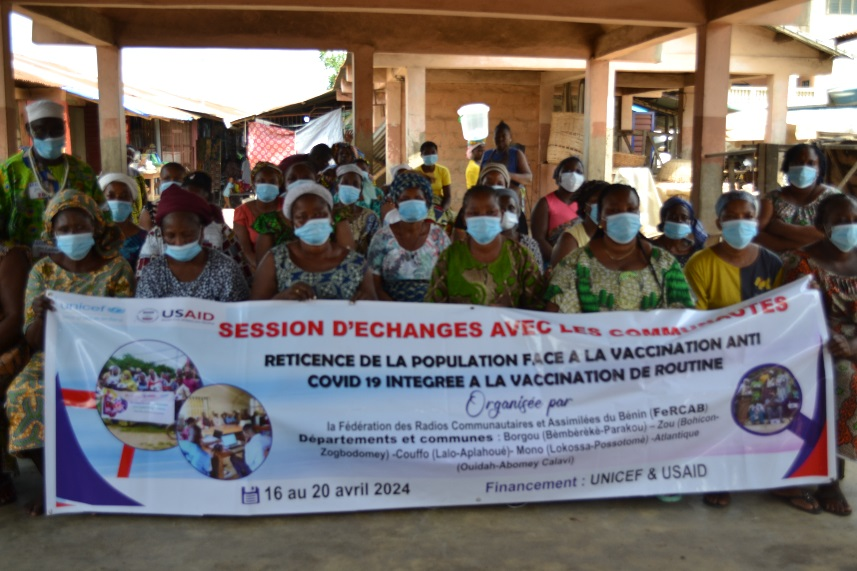 unicef
USAID
SESSION D'ECHANGES AVEC LES COMMUNAUTES
RETICENCE DE LA POPULATION FACE A LA VACCINATION ANTI
COVID 19 INTEGREE A LA VACCINATION DE ROUTINE
Organisée par
la Fédération des Radios Communautaires et Assimilées du Bénin (FeRCAB)
Départements et communes : Borgou (Bèmbèrèkè-Parakou) – Zou (Bohicon-
Zogbodomey) -Couffo (Lalo-Aplahoué)- Mono (Lokossa-Possotomé) -Atlantique
(Ouidah-Abomey Calavi)
16 au 20 avril 2024
Financement : UNICEF & USAID